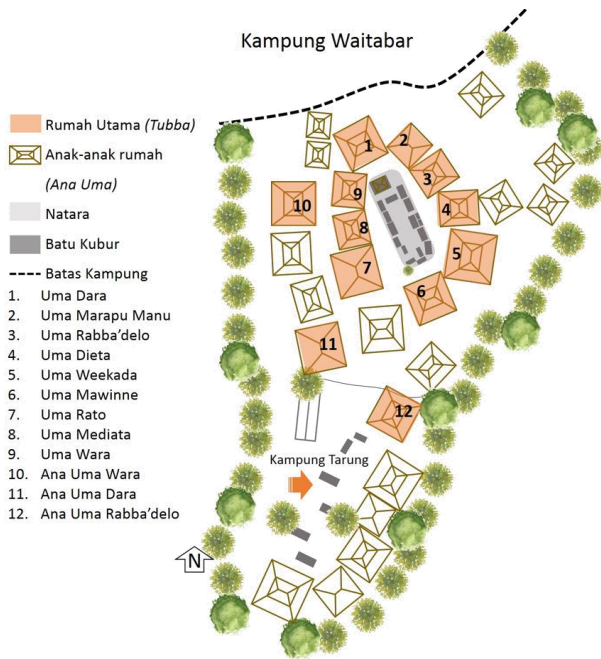 Kampung Waitabar
Rumah Utama (Tubba)
Anak-anak rumah
(Ana Uma)
Natara
Batu Kubur
Batas Kampung
1. Uma Dara
2. Uma Marapu Manu
3. Uma Rabba'delo
4. Uma Dieta
5. Uma Weekada
6. Uma Mawinne
7. Uma Rato
8. Uma Mediata
9. Uma Wara
10. Ana Uma Wara
11. Ana Uma Dara
12. Ana Uma Rabba'delo
N
1
2
3
9
10
4
8
5
7
6
11
12
Kampung Tarung